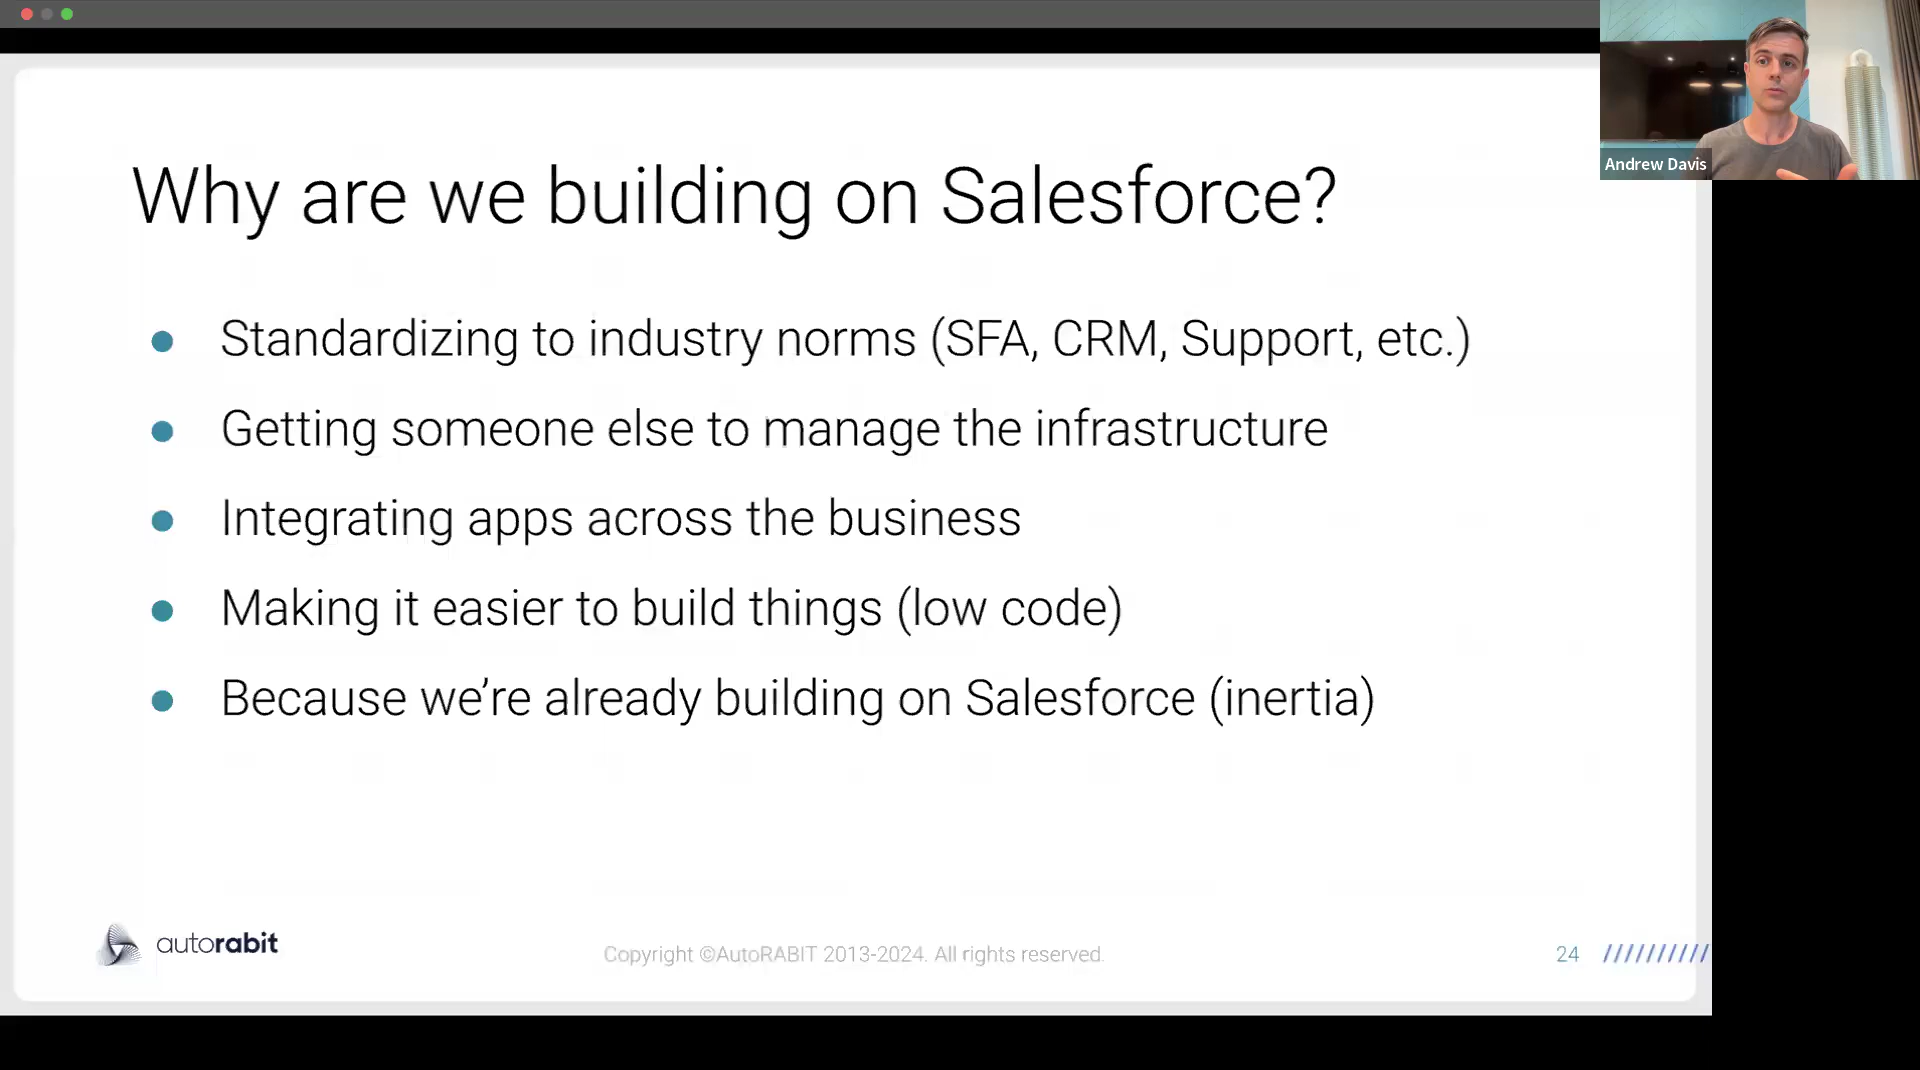 Andrew Davis
Why are we building on Salesforce?
Standardizing to industry norms (SFA, CRM, Support, etc.)
Getting someone else to manage the infrastructure
Integrating apps across the business
Making it easier to build things (low code)
Because we’re already building on Salesforce (inertia)
autorabit
Copyright ©AutoRABIT 2013-2024. All rights reserved.
24